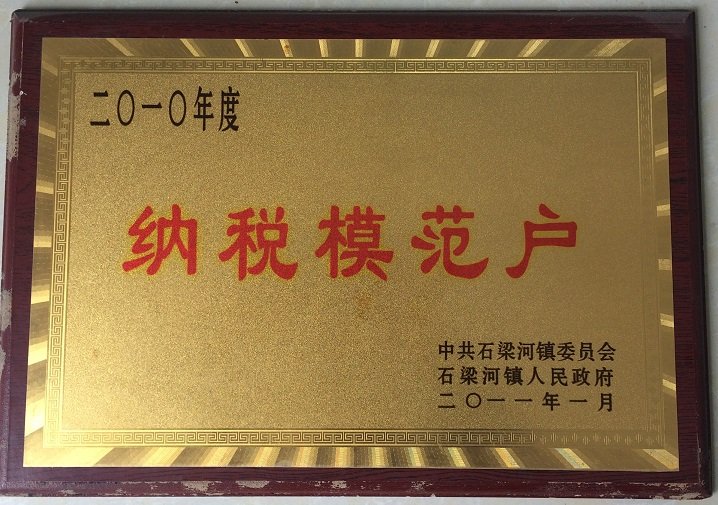 二〇一〇年度
纳税模范户
中共石梁河镇委员会
石梁河镇人民政府
二〇一一年一月